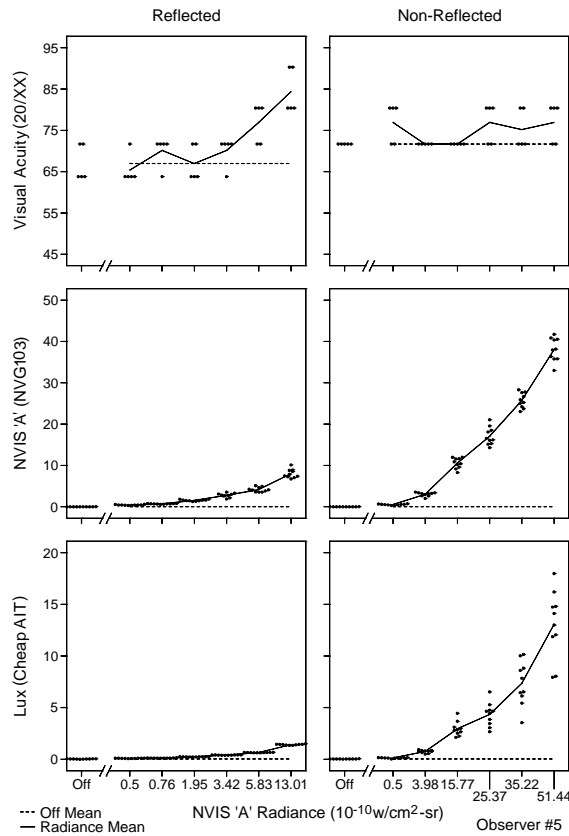 Reflected
Non-Reflected
Visual Acuity (20/XX)
95
85
75
65
55
45
NVIS 'A' (NVG103)
50
40
30
20
10
0
Lux (Cheap AIT)
20
15
10
5
0
Off 0.5 0.76 1.95 3.42 5.83 13.01
Off 0.5 3.98 15.77 25.37 35.22 51.44
NVIS 'A' Radiance (10-10w/cm2-sr)
Off Mean
Radiance Mean
Observer #5